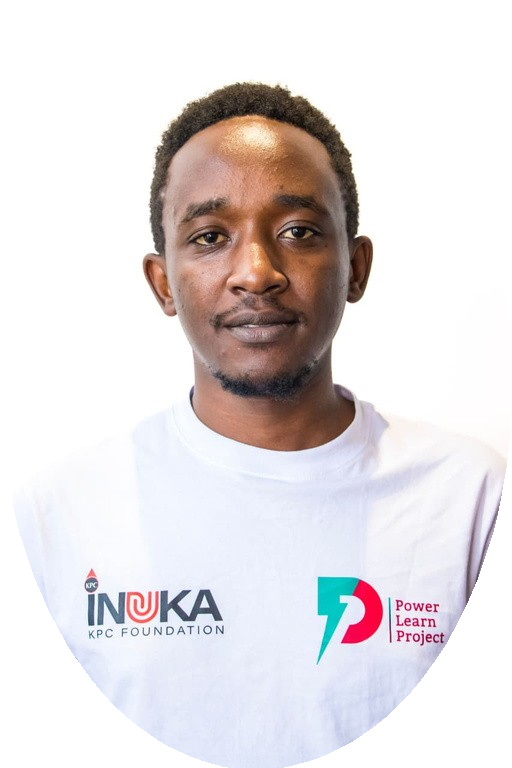 KPC
INUKA
KPC FOUNDATION
Power
Learn
Project